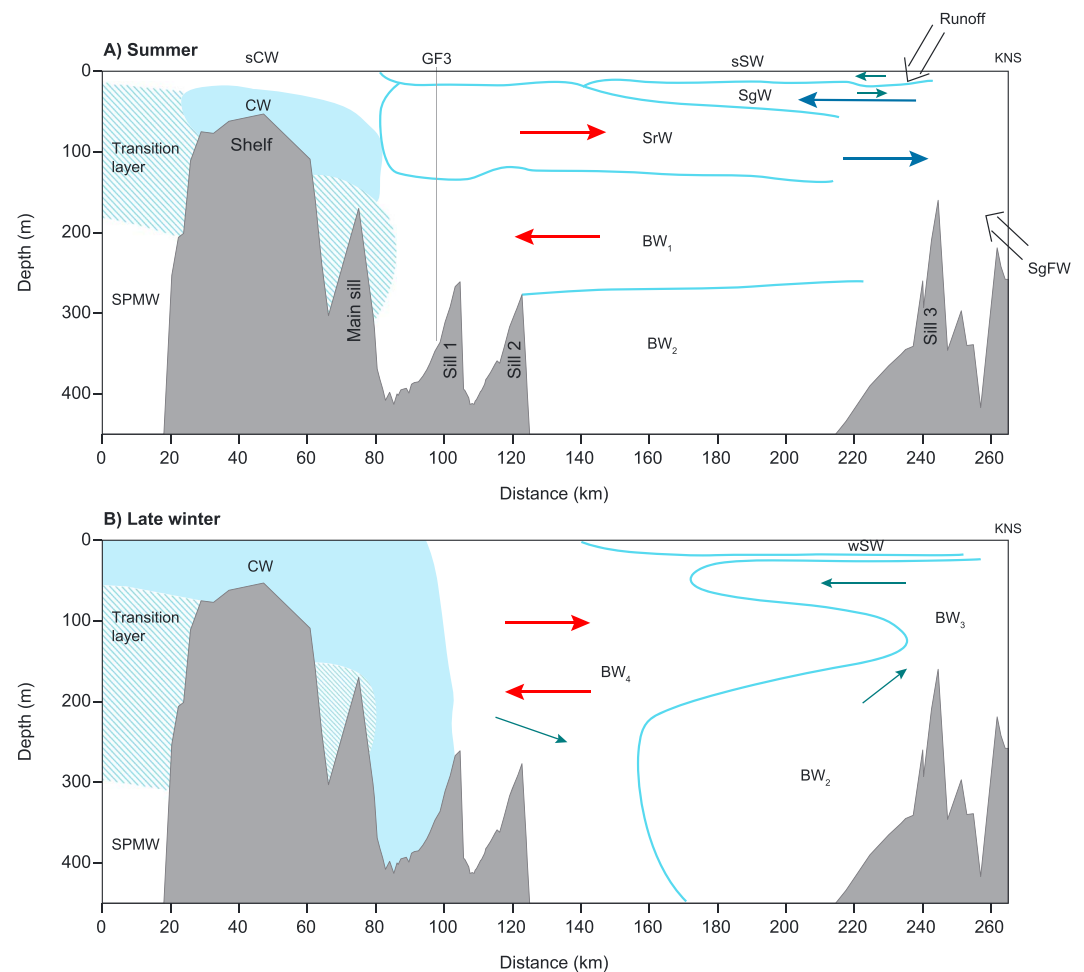 A) Summer
sCW
GF3
sSW
Runoff
KNS
0
100
200
300
400
Depth (m)
CW
Shelf
Transition
layer
SPMW
Main sill
Sill 1
Sill 2
Sill 3
SgW
SrW
BW1
BW2
SgFW
0 20 40 60 80 100 120 140 160 180 200 220 240 260
Distance (km)
B) Late winter
KNS
0
100
200
300
400
Depth (m)
CW
Transition
layer
SPMW
wSW
BW3
BW4
BW2
0 20 40 60 80 100 120 140 160 180 200 220 240 260
Distance (km)